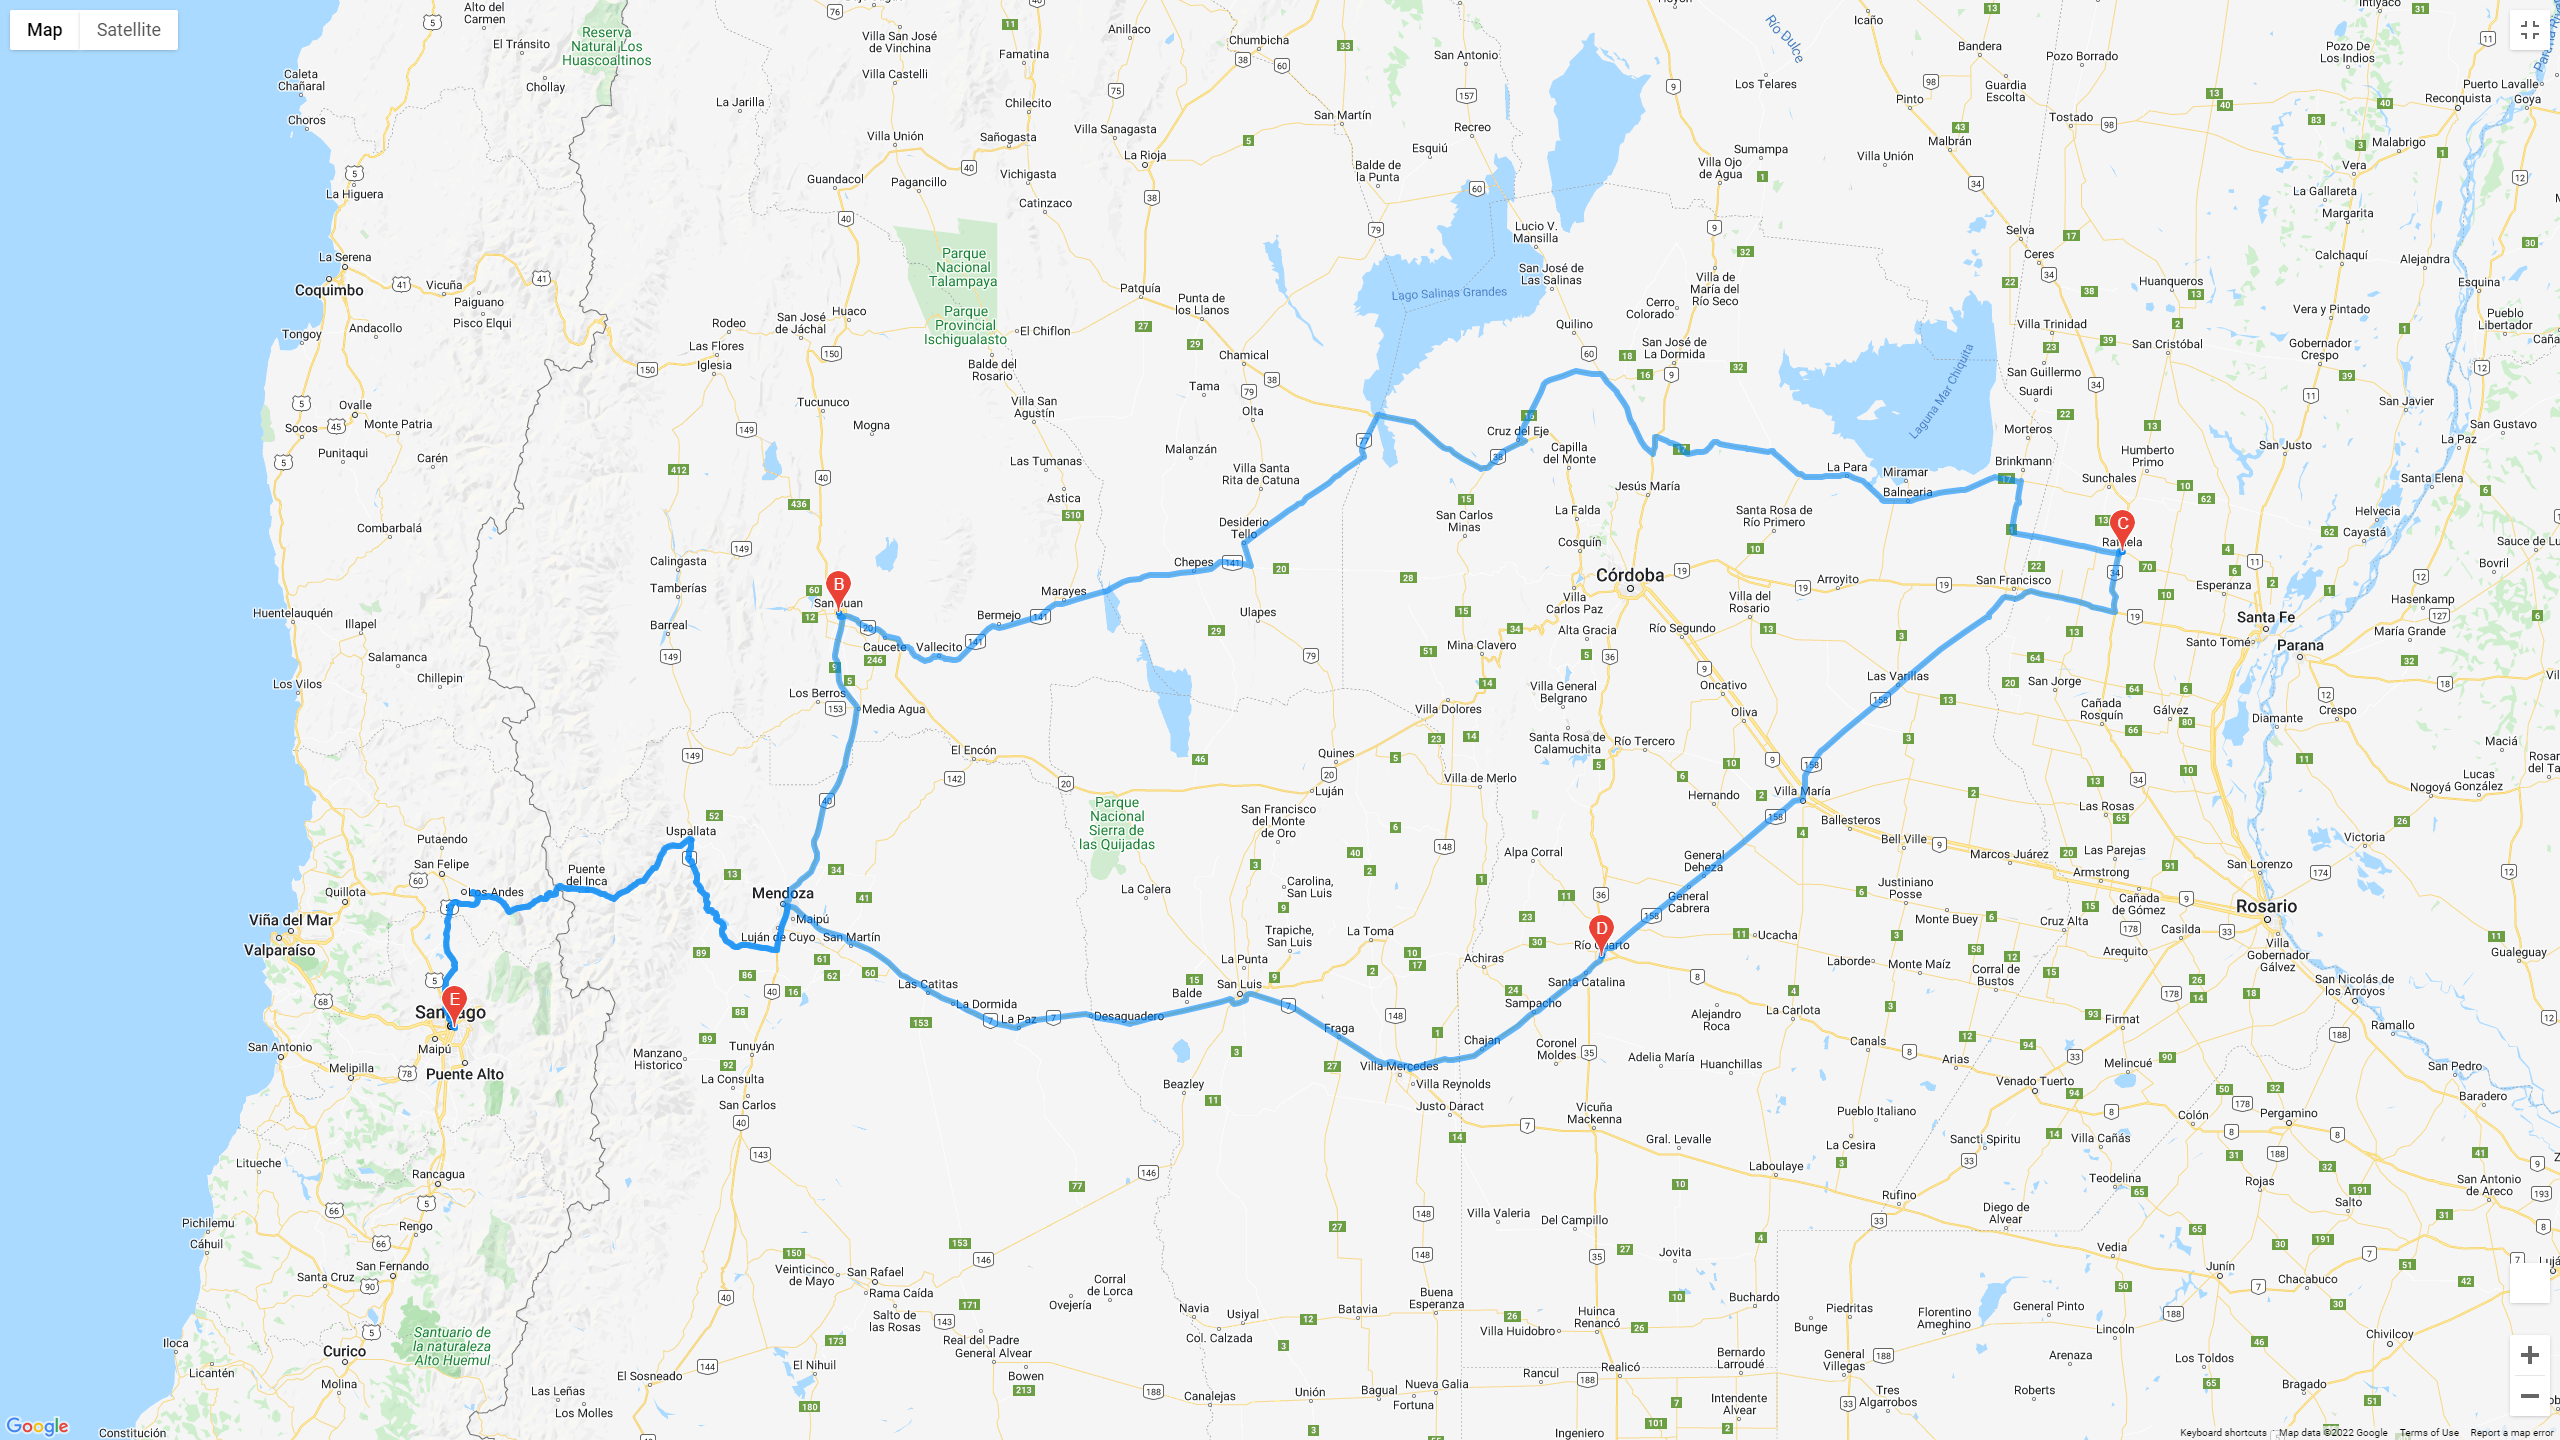 Map
Satellite
Alto del
Carmen
El Tránsito
Reserva
Natural Los
Huascoaltinos
Caleta
Chañaral
Chollay
Choros
La Higuera
Villa San José
de Vinchina
Villa Castelli
La Jarilla
Villa Unión
Guandacol
Pagancillo
Anillaco
Famatina
Chilecito
Sañogasta
Villa Sanagasta
La Rioja
Vichigasta
Catinzaco
Chumbicha
San Antonio
San Martín
Recreo
Esquiú
Balde de
la Punta
Río Dulce
Icaño
Bandera
Los Telares
Pinto
Guardia
Escolta
Pozo Borrado
Pozo De
Los Indios
Puerto Lavalle
Reconquista
Goya
Tostado
Malbrán
Sumampa
Villa Unión
Villa Ojo
de Agua
Malabrigo
Vera
La Gallareta
Margarita
La Serena
Coquimbo
Vicuña
Paiguano
Pisco Elqui
Andacollo
Tongoy
Parque
Nacional
Talampaya
Parque
Provincial
Ischigualasto
Patquía
Punta de
los Llanos
El Chiflon
Lago Salinas Grandes
Lucio V.
Mansilla
San José de
Las Salinas
Villa de
María del
Río Seco
Cerro
Colorado
Selva
Ceres
Huanqueros
Calchaquí
Alejandra
Esquina
Vera y Pintado
Pueblo
Libertador
Huaco
San José
de Jáchal
Rodeo
Las Flores
Iglesia
Tucunuco
Mogna
Balde del
Rosario
Chamical
Tama
Olta
Villa San
Agustín
Malanzán
Las Tumanas
Astica
Villa Santa
Rita de Catuna
Quilino
San José de
La Dormida
Laguna Mar Chiquita
Villa Trinidad
San Cristóbal
Gobernador
Crespo
San Guillermo
Suardi
San Javier
Morteros
San Justo
San Gustavo
La Paz
Ovalle
Monte Patria
Socos
Punitaqui
Carén
Combarbalá
Cruz del Eje
Capilla
del Monte
Jesús María
La Para
Miramar
Balnearia
Brinkmann
Humberto
Primo
Sunchales
Santa Elena
Helvecia
Cayastá
San Carlos
Minas
La Falda
Cosquín
Santa Rosa de
Río Primero
Desiderio
Tello
Calingasta
Tamberías
Chepes
Marayes
Bermejo
Córdoba
Villa
Carlos Paz
Arroyito
San Francisco
Esperanza
Bovril
Hasenkamp
María Grande
Santa Fe
Santo Tomé
Parana
Huentelauquén
Illapel
Salamanca
Chillepin
Los Vilos
Barreal
Caucete
Vallecito
Los Berros
Media Agua
Ulapes
Mina Clavero
Alta Gracia
Río Segundo
Villa del
Rosario
Oncativo
Oliva
Las Varillas
San Jorge
Cañada
Rosquín
Gálvez
Crespo
Diamante
Villa General
Belgrano
Villa Dolores
Santa Rosa de
Calamuchita
Río Tercero
El Encón
Quines
Luján
Villa de Merlo
Hernando
Villa María
Ballesteros
Maciá
Lucas
González
Nogoyá
Las Rosas
Victoria
Parque
Nacional
Sierra de
las Quijadas
San Francisco
del Monte
de Oro
Uspallata
Putaendo
San Felipe
Los Andes
Puente
del Inca
Quillota
Viña del Mar
Valparaíso
Mendoza
Maipú
Luján de Cuyo
San Martín
La Calera
Carolina,
San Luis
Trapiche,
San Luis
Alpa Corral
General
Deheza
General
Cabrera
Bell Ville
Marcos Juárez
Las Parejas
Armstrong
San Lorenzo
Rosario
Justiniano
Posse
Monte Buey
Cruz Alta
Cañada
de Gómez
Casilda
Arequito
Villa
Gobernador
Gálvez
Gualeguay
La Toma
Achiras
Ucacha
Laborde
Monte Maíz
Corral de
Bustos
San Nicolás de
los Arroyos
Santa Catalina
Las Catitas
La Dormida
La Paz
Desaguadero
Balde
La Punta
San Luis
Sampacho
La Carlota
Alejandro
Roca
Firmat
Ramallo
Fraga
Chajan
Coronel
Moldes
Adelia María
Huanchillas
Canals
Arias
Melincué
San Pedro
Villa Mercedes
Villa Reynolds
Justo Daract
Venado Tuerto
Baradero
Maipú
Puente Alto
San Antonio
Melipilla
Manzano
Historico
Tunuyán
La Consulta
San Carlos
Beazley
Vicuña
Mackenna
Pueblo Italiano
Colón
Pergamino
Gral. Levalle
La Cesira
Sancti Spiritu
Villa Cañás
Laboulaye
Teodelina
Rojas
Salto
San Antonio
de Areco
Litueche
Rancagua
Rengo
Pichilemu
Cáhuil
San Fernando
Santa Cruz
Rufino
Diego de
Alvear
Villa Valeria
Del Campillo
Jovita
Vedia
Junín
Chacabuco
Veinticinco
de Mayo
San Rafael
Rama Caída
Salto de
las Rosas
Ovejería
Corral
de Lorca
Navia
Usiyal
Col. Calzada
Batavia
Buena
Esperanza
Huinca
Renancó
Villa Huidobro
Buchardo
Piedritas
Bunge
Florentino
Ameghino
General Pinto
Lincoln
Chivilcoy
Santuario de
la naturaleza
Alto Huemul
Iloca
Curico
Licantén
Molina
Real del Padre
General Alvear
Bowen
El Nihuil
El Sosneado
Las Leñas
Los Molles
Canalejas
Unión
Bagual
Nueva Galia
Fortuna
Rancul
Realicó
Bernardo
Larroudé
Intendente
Alvear
General
Villegas
Tres
Algarrobos
Arenaza
Roberts
Los Toldos
Bragado
Ingeniero
Constitución
B
C
D
E
Google
Keyboard shortcuts
Map data ©2022 Google
Terms of Use
Report a map error